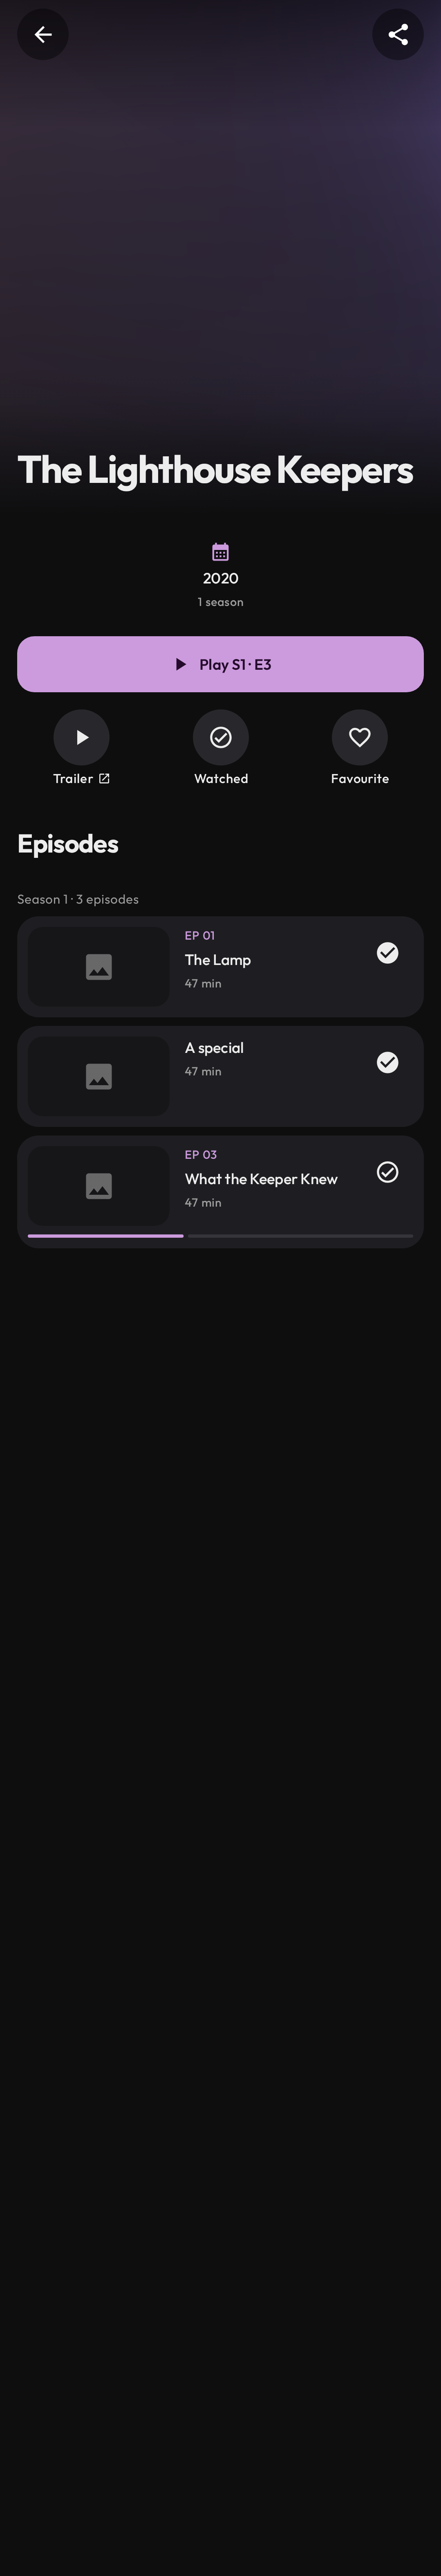 The Lighthouse Keepers
2020
1 season
Play S1 · E3
Trailer
Watched
Favourite
Episodes
Season 1 · 3 episodes
EP 01
The Lamp
47 min
A special
47 min
EP 03
What the Keeper Knew
47 min